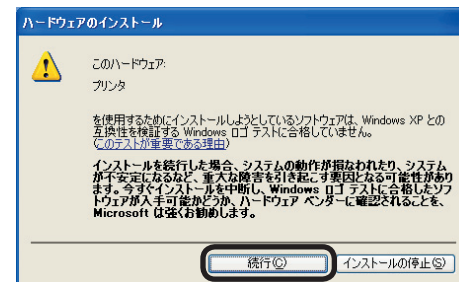 ハードウェアのインストール
このハードウェア:
プリンタ
を使用するためにインストールしようとしているソフトウェアは、Windows XP との
互換性を検証する Windows ロゴ テストに合格していません。
(このテストが重要である理由)
インストールを続行した場合、システムの動作が損なわれたり、システム
が不安定になるなど、重大な障害を引き起こす要因となる可能性があり
ます。今すぐインストールを中断し、Windows ロゴ テストに合格したソフ
トウェアが入手可能かどうか、ハードウェア ベンダーに確認されることを、
Microsoft は強くお勧めします。
続行(C) インストールの停止(S)